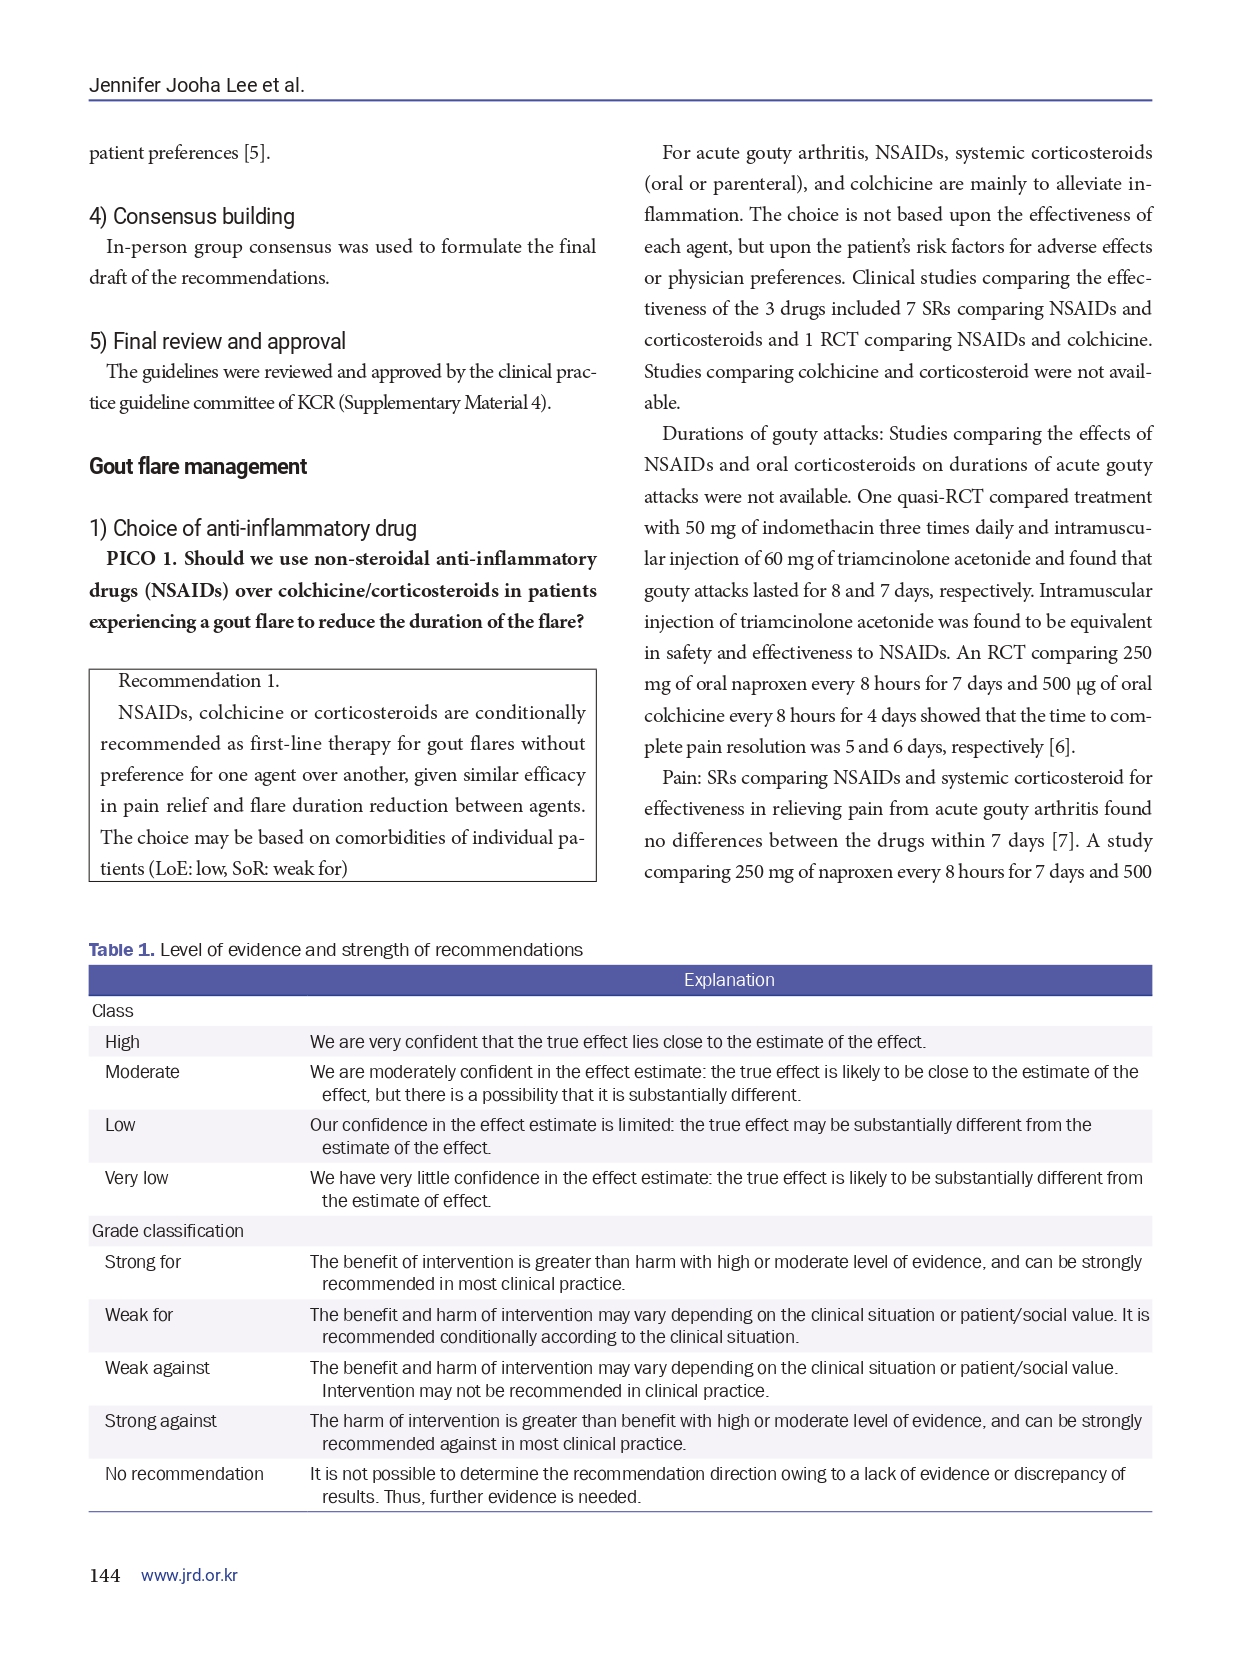 Jennifer Jooha Lee et al.
patient preferences [5].
4) Consensus building
In-person group consensus was used to formulate the final
draft of the recommendations.
5) Final review and approval
The guidelines were reviewed and approved by the clinical prac-
tice guideline committee of KCR (Supplementary Material 4).
Gout flare management
1) Choice of anti-inflammatory drug
PICO 1. Should we use non-steroidal anti-inflammatory
drugs (NSAIDs) over colchicine/corticosteroids in patients
experiencing a gout flare to reduce the duration of the flare?
Recommendation 1.
NSAIDs, colchicine or corticosteroids are conditionally
recommended as first-line therapy for gout flares without
preference for one agent over another, given similar efficacy
in pain relief and flare duration reduction between agents.
The choice may be based on comorbidities of individual pa-
tients (LoE: low, SoR: weak for)
For acute gouty arthritis, NSAIDs, systemic corticosteroids
(oral or parenteral), and colchicine are mainly to alleviate in-
flammation. The choice is not based upon the effectiveness of
each agent, but upon the patient’s risk factors for adverse effects
or physician preferences. Clinical studies comparing the effec-
tiveness of the 3 drugs included 7 SRs comparing NSAIDs and
corticosteroids and 1 RCT comparing NSAIDs and colchicine.
Studies comparing colchicine and corticosteroid were not avail-
able.
Durations of gouty attacks: Studies comparing the effects of
NSAIDs and oral corticosteroids on durations of acute gouty
attacks were not available. One quasi-RCT compared treatment
with 50 mg of indomethacin three times daily and intramuscu-
lar injection of 60 mg of triamcinolone acetonide and found that
gouty attacks lasted for 8 and 7 days, respectively. Intramuscular
injection of triamcinolone acetonide was found to be equivalent
in safety and effectiveness to NSAIDs. An RCT comparing 250
mg of oral naproxen every 8 hours for 7 days and 500 μg of oral
colchicine every 8 hours for 4 days showed that the time to com-
plete pain resolution was 5 and 6 days, respectively [6].
Pain: SRs comparing NSAIDs and systemic corticosteroid for
effectiveness in relieving pain from acute gouty arthritis found
no differences between the drugs within 7 days [7]. A study
comparing 250 mg of naproxen every 8 hours for 7 days and 500
Table 1. Level of evidence and strength of recommendations
Explanation
Class
High We are very confident that the true effect lies close to the estimate of the effect.
Moderate We are moderately confident in the effect estimate: the true effect is likely to be close to the estimate of the
effect, but there is a possibility that it is substantially different.
Low Our confidence in the effect estimate is limited: the true effect may be substantially different from the
estimate of the effect.
Very low We have very little confidence in the effect estimate: the true effect is likely to be substantially different from
the estimate of effect.
Grade classification
Strong for The benefit of intervention is greater than harm with high or moderate level of evidence, and can be strongly
recommended in most clinical practice.
Weak for The benefit and harm of intervention may vary depending on the clinical situation or patient/social value. It is
recommended conditionally according to the clinical situation.
Weak against The benefit and harm of intervention may vary depending on the clinical situation or patient/social value.
Intervention may not be recommended in clinical practice.
Strong against The harm of intervention is greater than benefit with high or moderate level of evidence, and can be strongly
recommended against in most clinical practice.
No recommendation It is not possible to determine the recommendation direction owing to a lack of evidence or discrepancy of
results. Thus, further evidence is needed.
144 www.jrd.or.kr